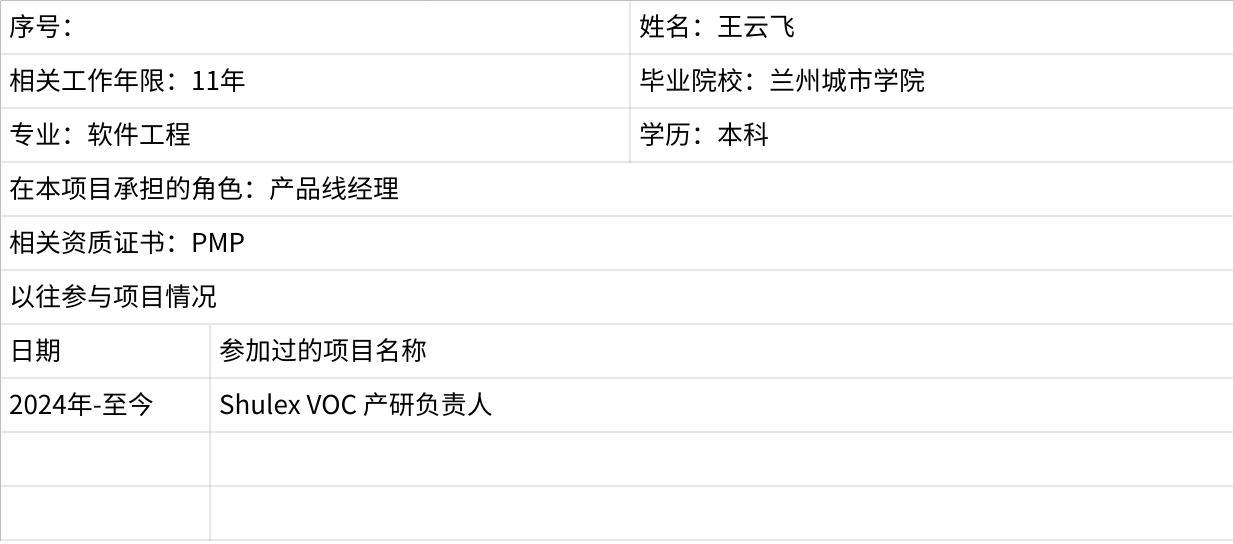 序号：
姓名：王云飞
相关工作年限：11年
毕业院校：兰州城市学院
专业：软件工程
学历：本科
在本项目承担的角色：产品线经理
相关资质证书：PMP
以往参与项目情况
日期
参加过的项目名称
2024年-至今
Shulex VOC 产研负责人